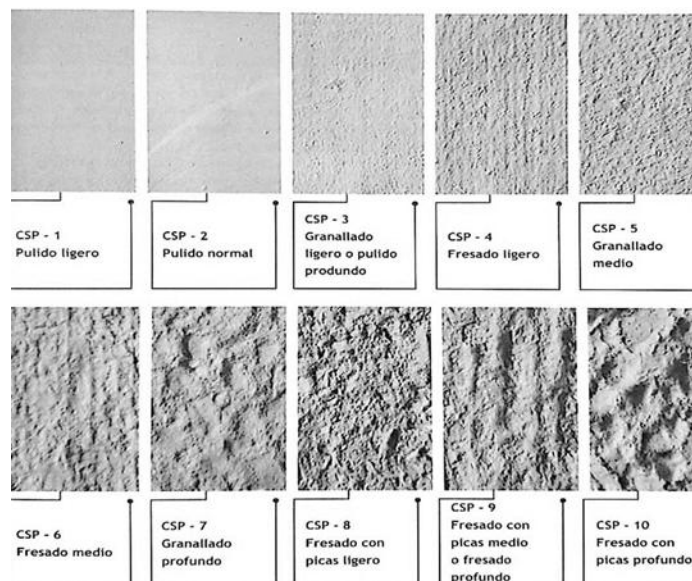 CSP - 1
Pulido ligero
CSP - 2
Pulido normal
CSP - 3
Granallado
ligero o pulido
produndo
CSP - 4
Fresado ligero
CSP - 5
Granallado
medio
CSP - 6
Fresado medio
CSP - 7
Granallado
profundo
CSP - 8
Fresado con
picas ligero
CSP - 9
Fresado con
picas medio
o fresado
profundo
CSP - 10
Fresado con
picas profundo